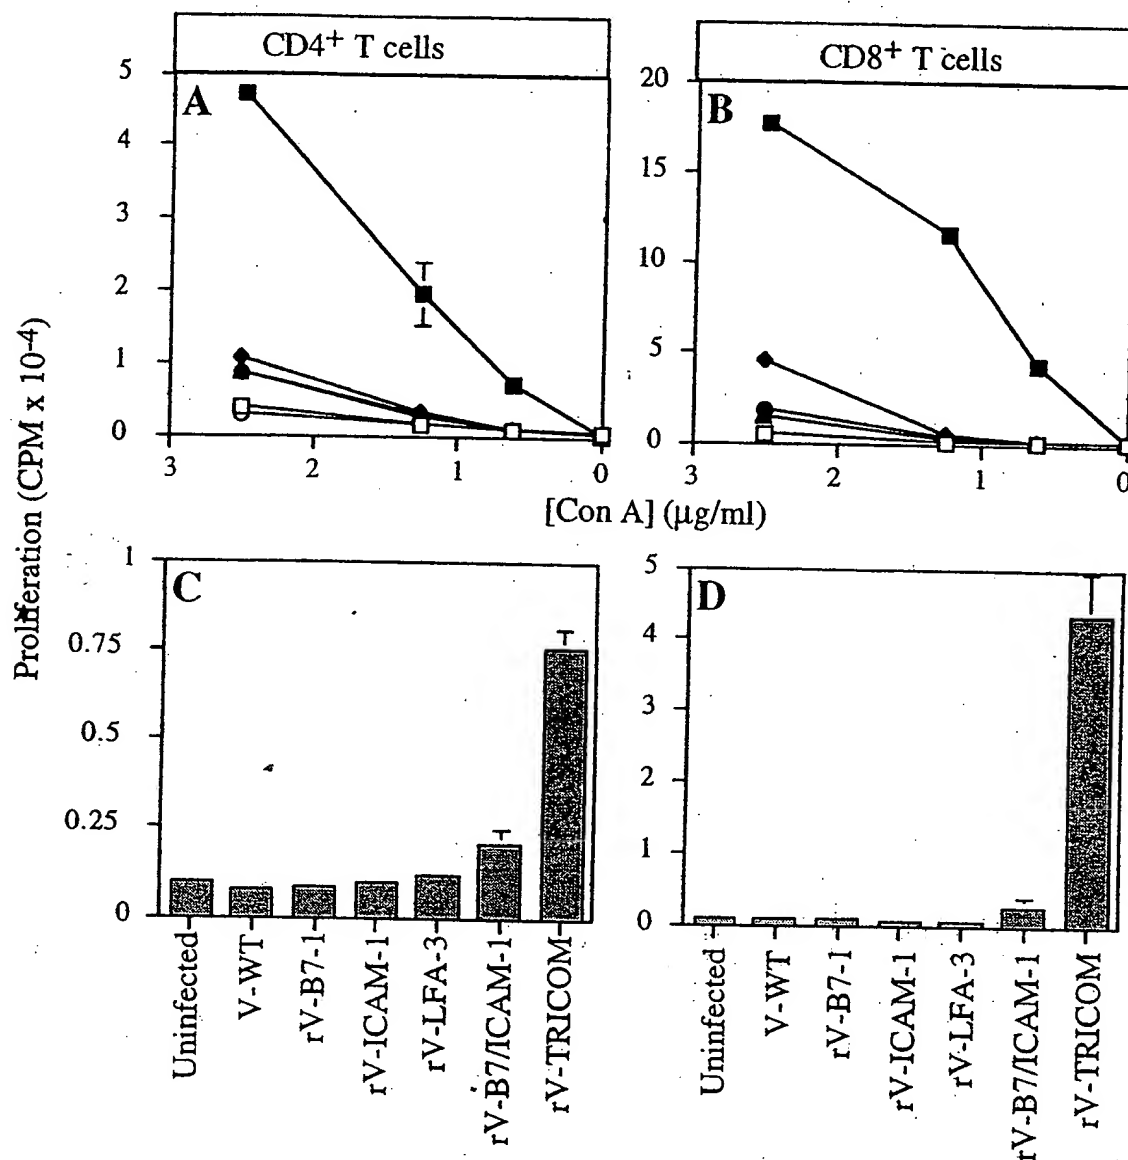 CD4+ T cells
CD8+ T cells
A
5
4
3
2
1
0
3
2
1
0
B
20
15
10
5
0
3
2
1
0
[Con A] (µg/ml)
Proliferation (CPM x 10-4)
C
1
0.75
0.5
0.25
0
Uninfected
V-WT
rV-B7-1
rV-ICAM-1
rV-LFA-3
rV-B7/ICAM-1
rV-TRICOM
D
5
4
3
2
1
0
Uninfected
V-WT
rV-B7-1
rV-ICAM-1
rV-LFA-3
rV-B7/ICAM-1
rV-TRICOM